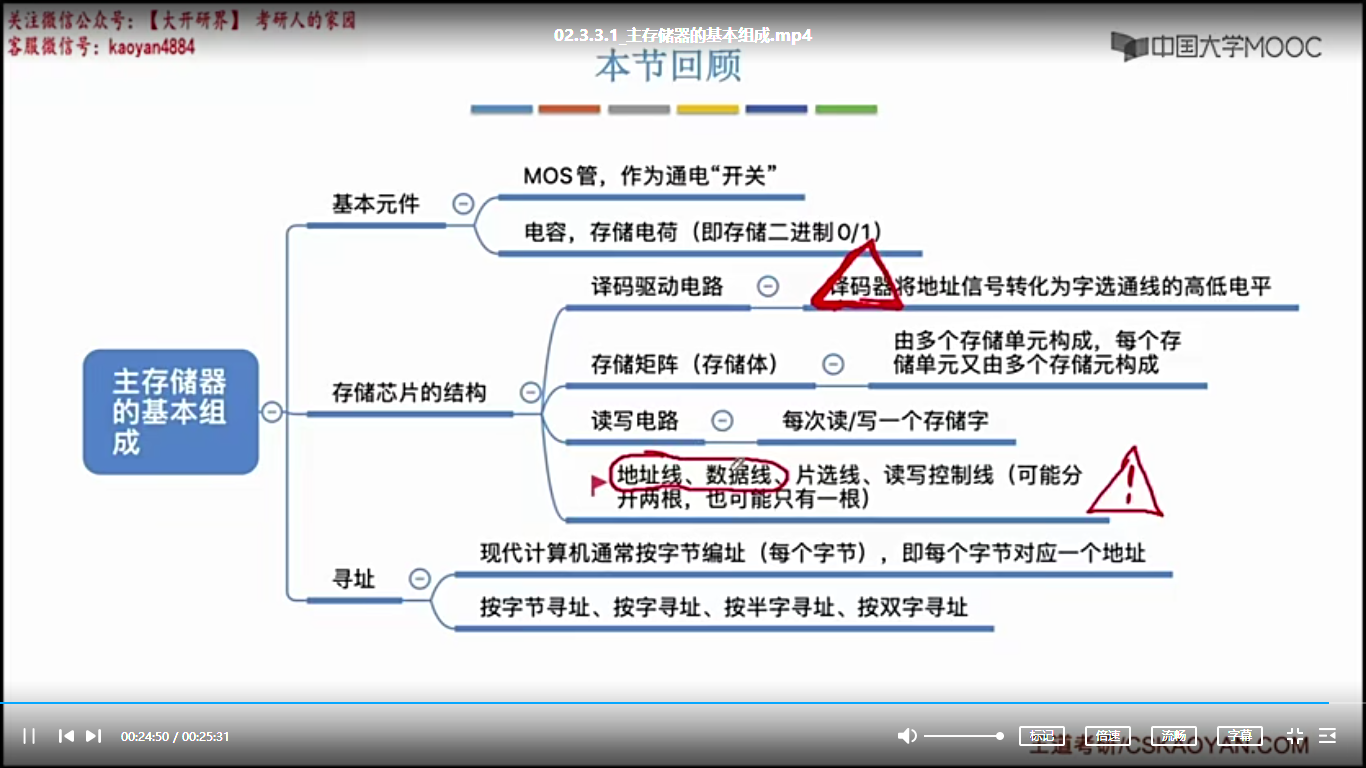 关注微信公众号：【大开研界】 考研人的家园
客服微信号：kaoyan4884
02.3.3.1_主存储器的基本组成.mp4
中国大学MOOC
本节回顾
MOS管，作为通电“开关”
基本元件
电容，存储电荷（即存储二进制0/1）
译码驱动电路
译码器将地址信号转化为字选通线的高低电平
由多个存储单元构成，每个存
储单元又由多个存储元构成
存储矩阵（存储体）
主存储器
的基本组
成
存储芯片的结构
读写电路
每次读/写一个存储字
地址线、数据线、片选线、读写控制线（可能分
开两根，也可能只有一根）
现代计算机通常按字节编址（每个字节），即每个字节对应一个地址
寻址
按字节寻址、按字寻址、按半字寻址、按双字寻址
00:24:50 / 00:25:31
标记
倍速
流畅
字幕
王道考研/CSKAOYAN.COM